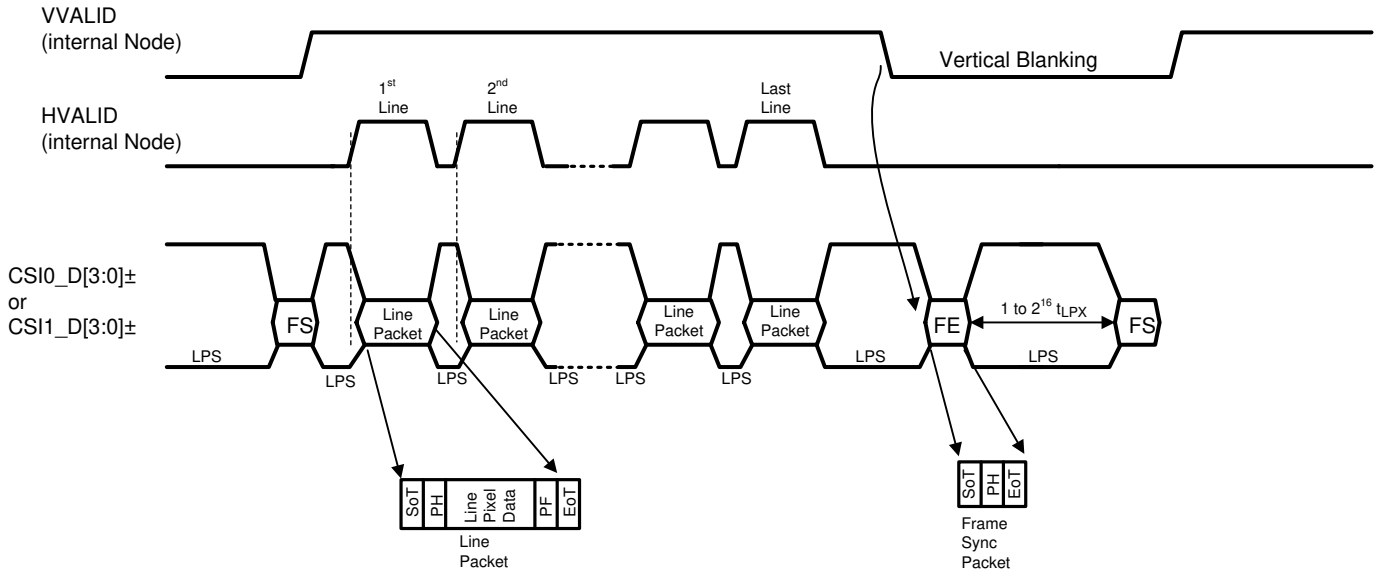 VVALID
(internal Node)
Vertical Blanking
1st
Line
2nd
Line
Last
Line
HVALID
(internal Node)
CSI0_D[3:0]±
or
CSI1_D[3:0]±
FS
Line
Packet
Line
Packet
Line
Packet
Line
Packet
FE
1 to 2^16 tLPX
FS
LPS
LPS
LPS
LPS
LPS
LPS
LPS
LPS
SoT
PH
Line
Pixel
Data
PF
EoT
Line
Packet
SoT
PH
EoT
Frame
Sync
Packet